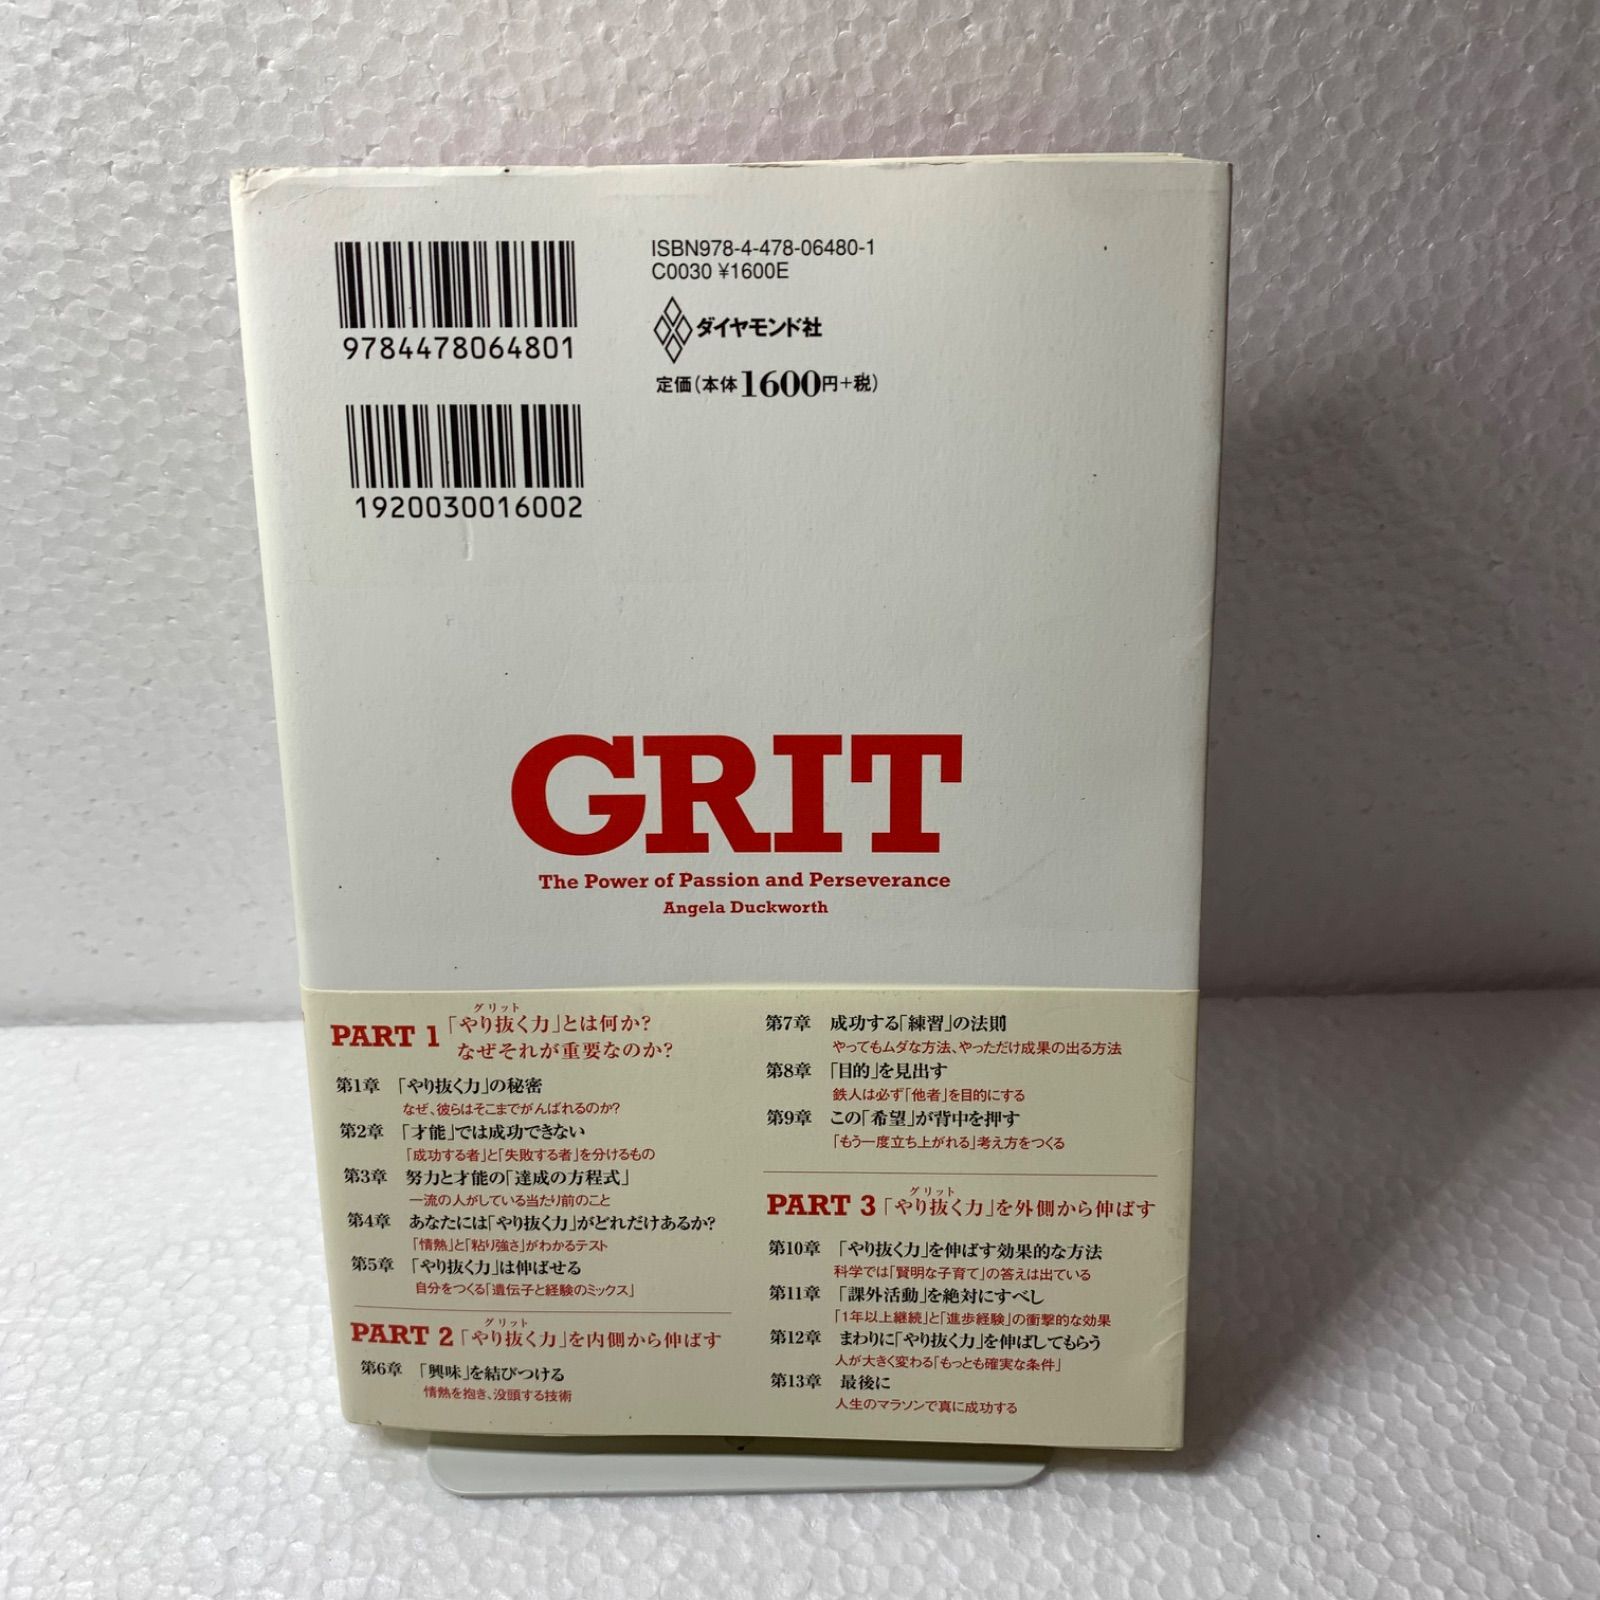 ISBN978-4-478-06480-1
C0030 ¥1600E
9784478064801
ダイヤモンド社
定価(本体1600円+税)
1920030016002
GRIT
The Power of Passion and Perseverance
Angela Duckworth
グリット
PART 1 「やり抜く力」とは何か?
なぜそれが重要なのか?
第1章 「やり抜く力」の秘密
なぜ、彼らはそこまでがんばれるのか?
第2章 「才能」では成功できない
「成功する者」と「失敗する者」を分けるもの
第3章 努力と才能の「達成の方程式」
一流の人がしている当たり前のこと
第4章 あなたには「やり抜く力」がどれだけあるか?
「情熱」と「粘り強さ」がわかるテスト
第5章 「やり抜く力」は伸ばせる
自分をつくる「遺伝子と経験のミックス」
グリット
PART 2 「やり抜く力」を内側から伸ばす
第6章 「興味」を結びつける
情熱を抱き、没頭する技術
第7章 成功する「練習」の法則
やってもムダな方法、やっただけ成果の出る方法
第8章 「目的」を見出す
鉄人は必ず「他者」を目的にする
第9章 この「希望」が背中を押す
「もう一度立ち上がれる」考え方をつくる
グリット
PART 3 「やり抜く力」を外側から伸ばす
第10章 「やり抜く力」を伸ばす効果的な方法
科学では「賢明な子育て」の答えは出ている
第11章 「課外活動」を絶対にすべし
「1年以上継続」と「進歩経験」の衝撃的な効果
第12章 まわりに「やり抜く力」を伸ばしてもらう
人が大きく変わる「もっとも確実な条件」
第13章 最後に
人生のマラソンで真に成功する